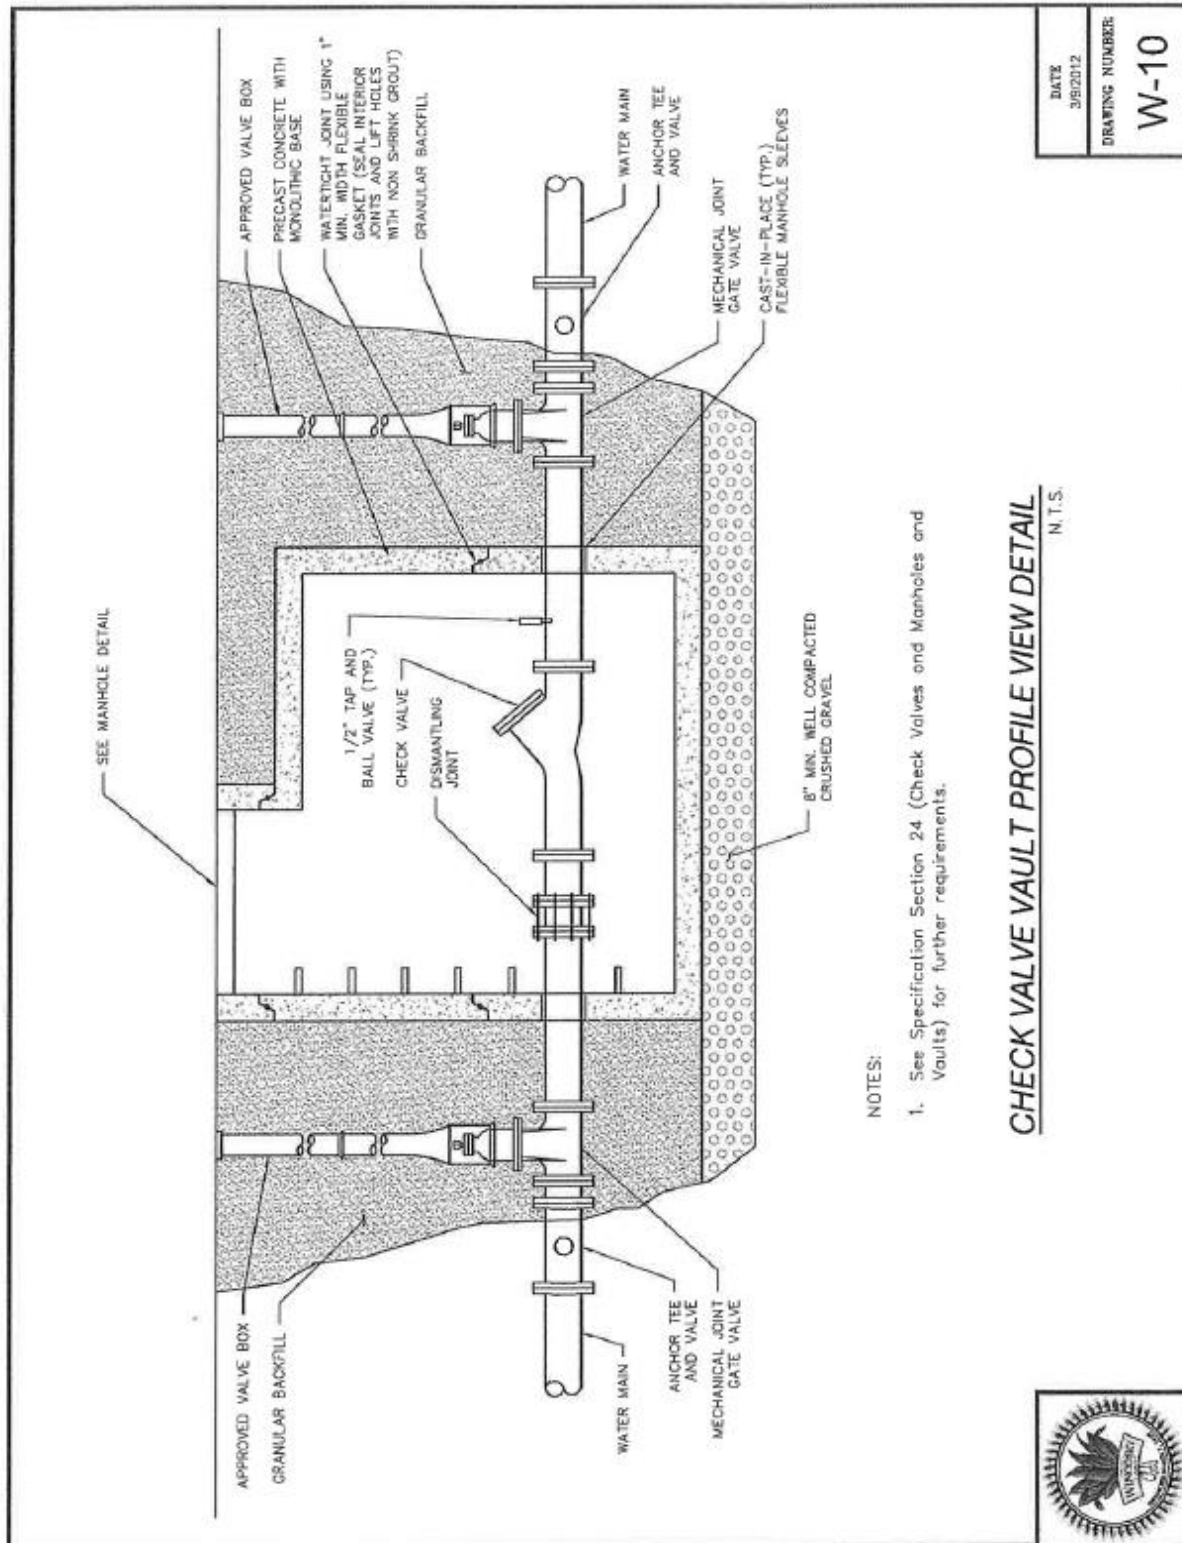 SEE MANHOLE DETAIL
APPROVED VALVE BOX
GRANULAR BACKFILL
1/2" TAP AND
BALL VALVE (TYP.)
CHECK VALVE
DISMANTLING
JOINT
APPROVED VALVE BOX
PRECAST CONCRETE WITH
MONOLITHIC BASE
WATERTIGHT JOINT USING 1"
MIN. WIDTH FLEXIBLE
GASKET (SEAL INTERIOR
JOINTS AND LIFT HOLES
WITH NON SHRINK GROUT)
GRANULAR BACKFILL
WATER MAIN
ANCHOR TEE
AND VALVE
MECHANICAL JOINT
GATE VALVE
8" MIN. WELL COMPACTED
CRUSHED GRAVEL
MECHANICAL JOINT
GATE VALVE
CAST-IN-PLACE (TYP.)
FLEXIBLE MANHOLE SLEEVES
WATER MAIN
ANCHOR TEE
AND VALVE
NOTES:
1. See Specification Section 24 (Check Valves and Manholes and
Vaults) for further requirements.
CHECK VALVE VAULT PROFILE VIEW DETAIL
N.T.S.
WINOOSKI
DATE
3/9/2012
DRAWING NUMBER:
W-10